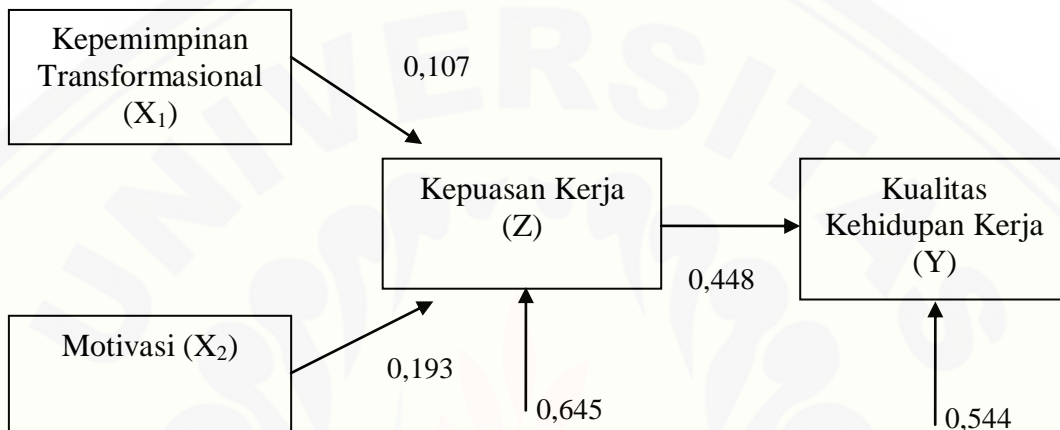 Kepemimpinan
Transformasional
(X₁)
0,107
Kepuasan Kerja
(Z)
Kualitas
Kehidupan Kerja
(Y)
0,448
Motivasi (X₂)
0,193
0,645
0,544
UNIVERSITAS